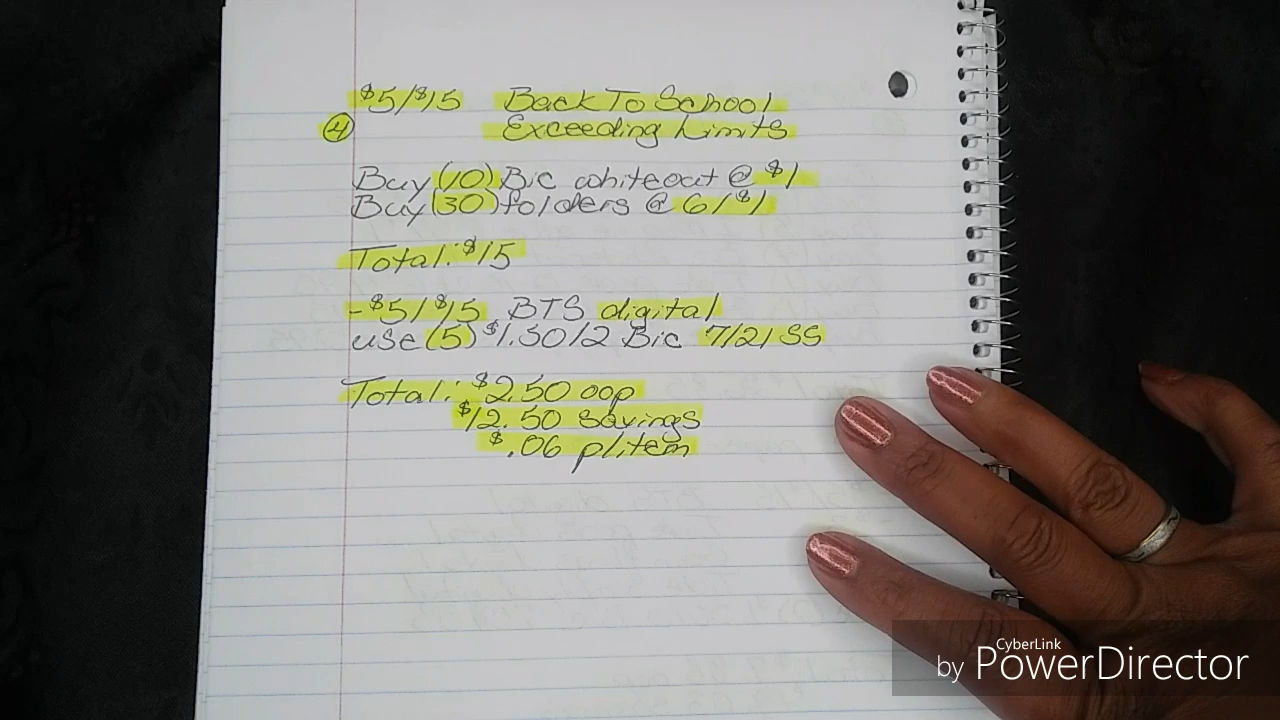 $5/$15 Back To School
④ Exceeding Limits
Buy (10) Bic whiteout @ $1
Buy (30) folders @ 6/$1
Total: $15
-$5/$15 BTS digital
use (5) $1.50/2 Bic 7/21 SS
Total: $2.50 oop
$12.50 savings
$.06 p/item
CyberLink
by PowerDirector